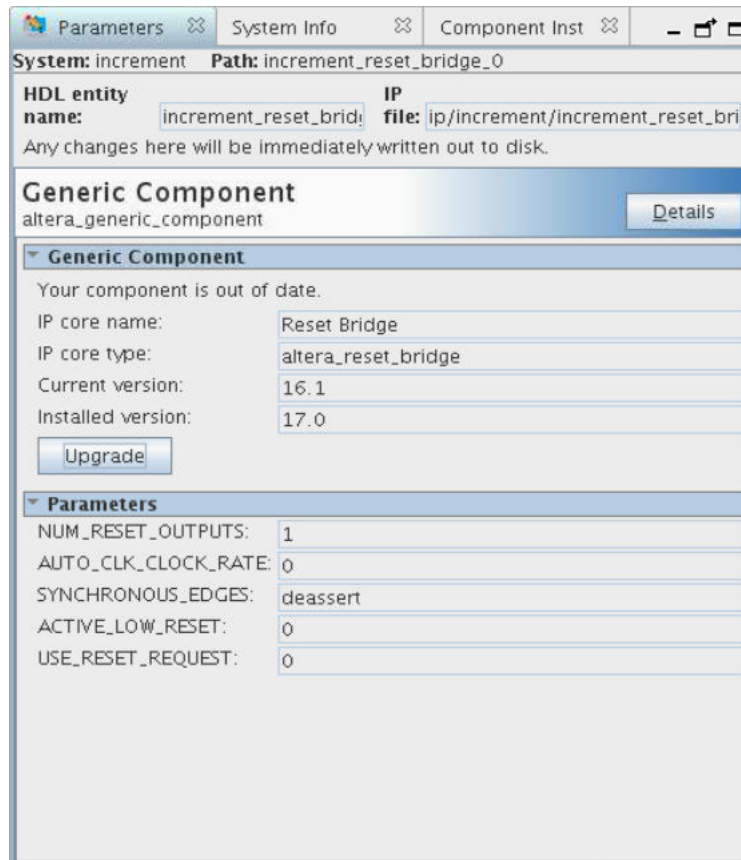 Parameters System Info Component Inst
System: increment Path: increment_reset_bridge_0
HDL entity name: increment_reset_brid IP file: ip/increment/increment_reset_bri
Any changes here will be immediately written out to disk.
Generic Component
altera_generic_component
Details
Generic Component
Your component is out of date.
IP core name: Reset Bridge
IP core type: altera_reset_bridge
Current version: 16.1
Installed version: 17.0
Upgrade
Parameters
NUM_RESET_OUTPUTS: 1
AUTO_CLK_CLOCK_RATE: 0
SYNCHRONOUS_EDGES: deassert
ACTIVE_LOW_RESET: 0
USE_RESET_REQUEST: 0